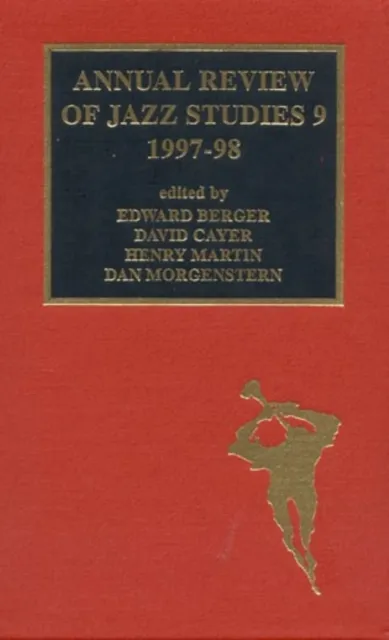 ANNUAL REVIEW
OF JAZZ STUDIES 9
1997-98
edited by
EDWARD BERGER
DAVID CAYER
HENRY MARTIN
DAN MORGENSTERN